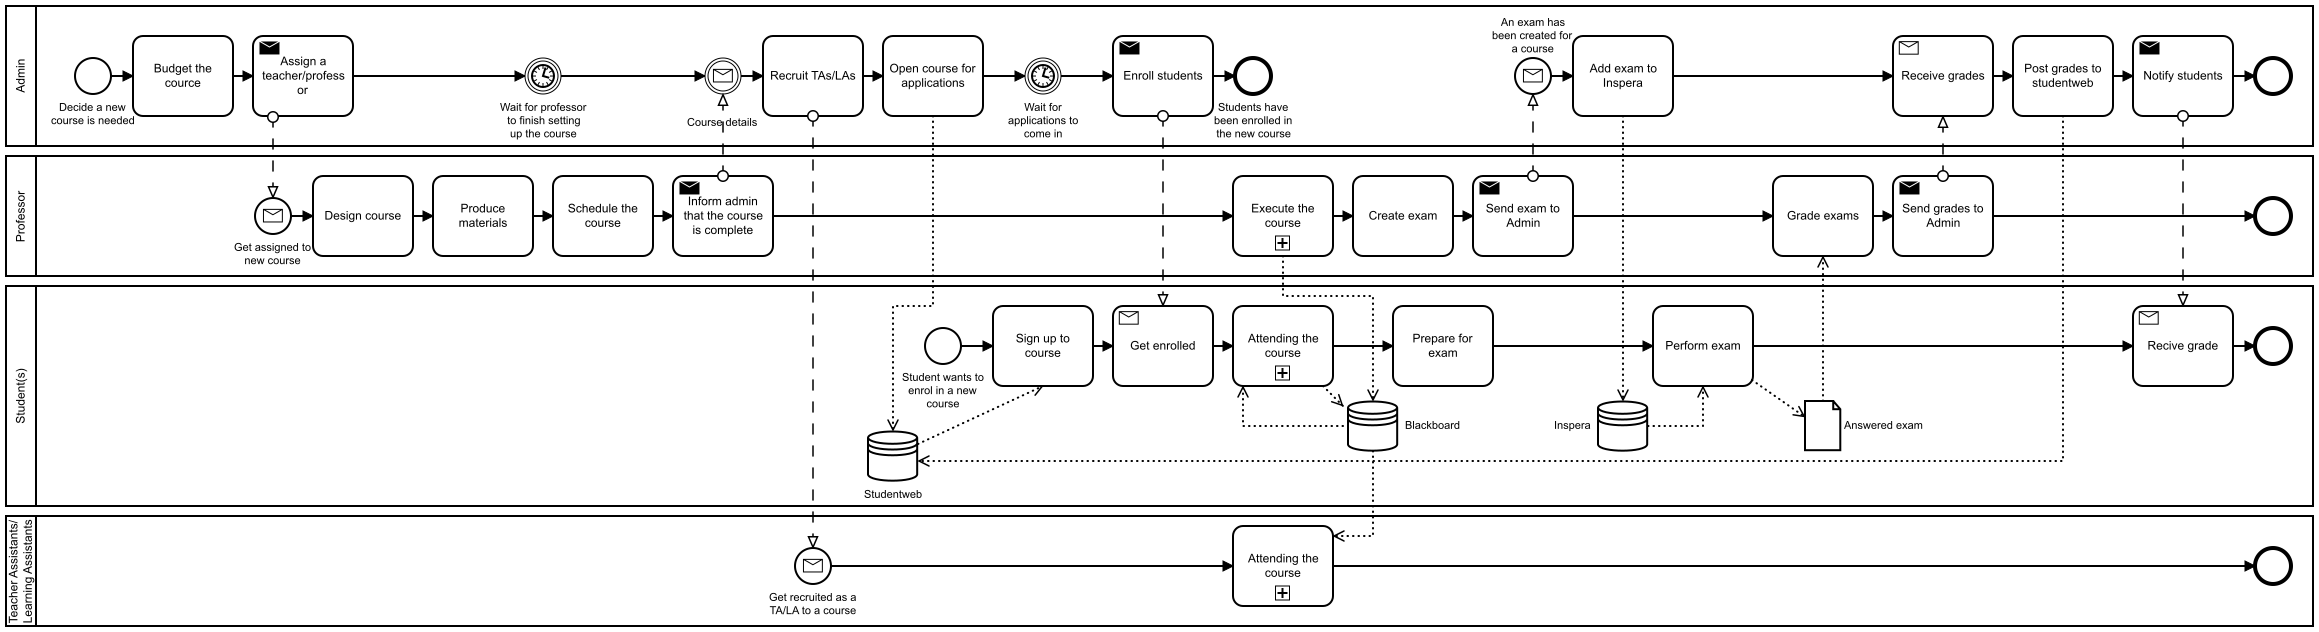 Admin
Decide a new
course is needed
Budget the
cource
Assign a
teacher/profess
or
Wait for professor
to finish setting
up the course
Course details
Recruit TAs/LAs
Open course for
applications
Wait for
applications to
come in
Enroll students
Students have
been enrolled in
the new course
An exam has
been created for
a course
Add exam to
Inspera
Receive grades
Post grades to
studentweb
Notify students
Professor
Get assigned to
new course
Design course
Produce
materials
Schedule the
course
Inform admin
that the course
is complete
Execute the
course
Create exam
Send exam to
Admin
Grade exams
Send grades to
Admin
Student(s)
Student wants to
enrol in a new
course
Sign up to
course
Get enrolled
Attending the
course
Prepare for
exam
Perform exam
Recive grade
Studentweb
Blackboard
Inspera
Answered exam
Teacher Assistants/
Learning Assistants
Get recruited as a
TA/LA to a course
Attending the
course